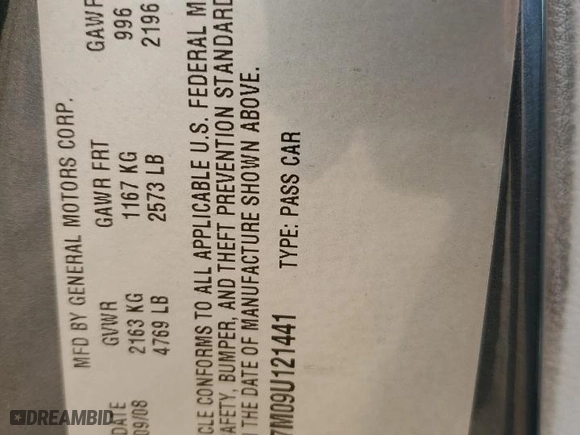 MFD BY GENERAL MOTORS CORP.
DATE GVWR GAWR FRT GAWR
09/08 2163 KG 1167 KG 996
4769 LB 2573 LB 2196
CLE CONFORMS TO ALL APPLICABLE U.S. FEDERAL M
AFETY, BUMPER, AND THEFT PREVENTION STANDARD
THE DATE OF MANUFACTURE SHOWN ABOVE.
7M09U121441 TYPE: PASS CAR
DREAMBID